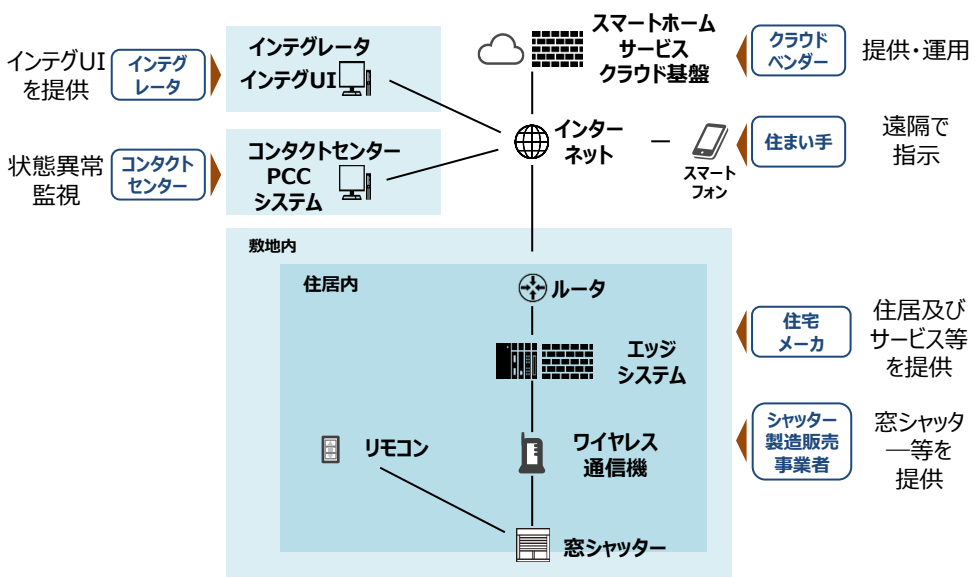 インテグUI
を提供
インテグ
レータ
インテグレータ
インテグUI
スマートホーム
サービス
クラウド基盤
クラウド
ベンダー
提供・運用
状態異常
監視
コンタクト
センター
コンタクトセンター
PCC
システム
インター
ネット
スマート
フォン
住まい手
遠隔で
指示
敷地内
住居内
ルータ
エッジ
システム
住宅
メーカ
住居及び
サービス等
を提供
リモコン
ワイヤレス
通信機
シャッター
製造販売
事業者
窓シャッタ
―等を
提供
窓シャッター